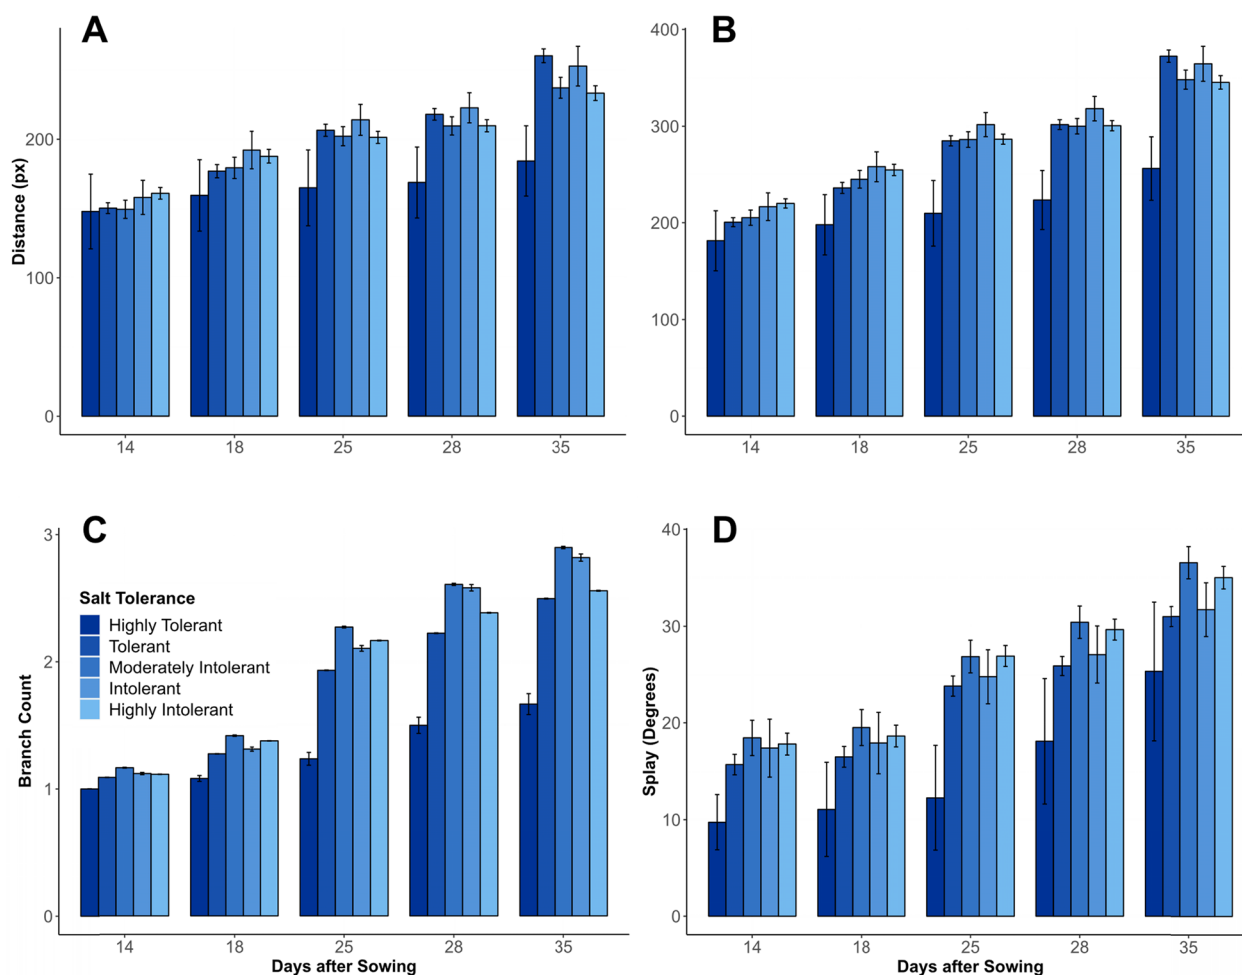 A
B
200
100
0
Distance (px)
14 18 25 28 35
400
300
200
100
0
14 18 25 28 35
C
D
3
2
1
0
Branch Count
Salt Tolerance
Highly Tolerant
Tolerant
Moderately Intolerant
Intolerant
Highly Intolerant
14 18 25 28 35
Days after Sowing
40
30
20
10
0
Splay (Degrees)
14 18 25 28 35
Days after Sowing